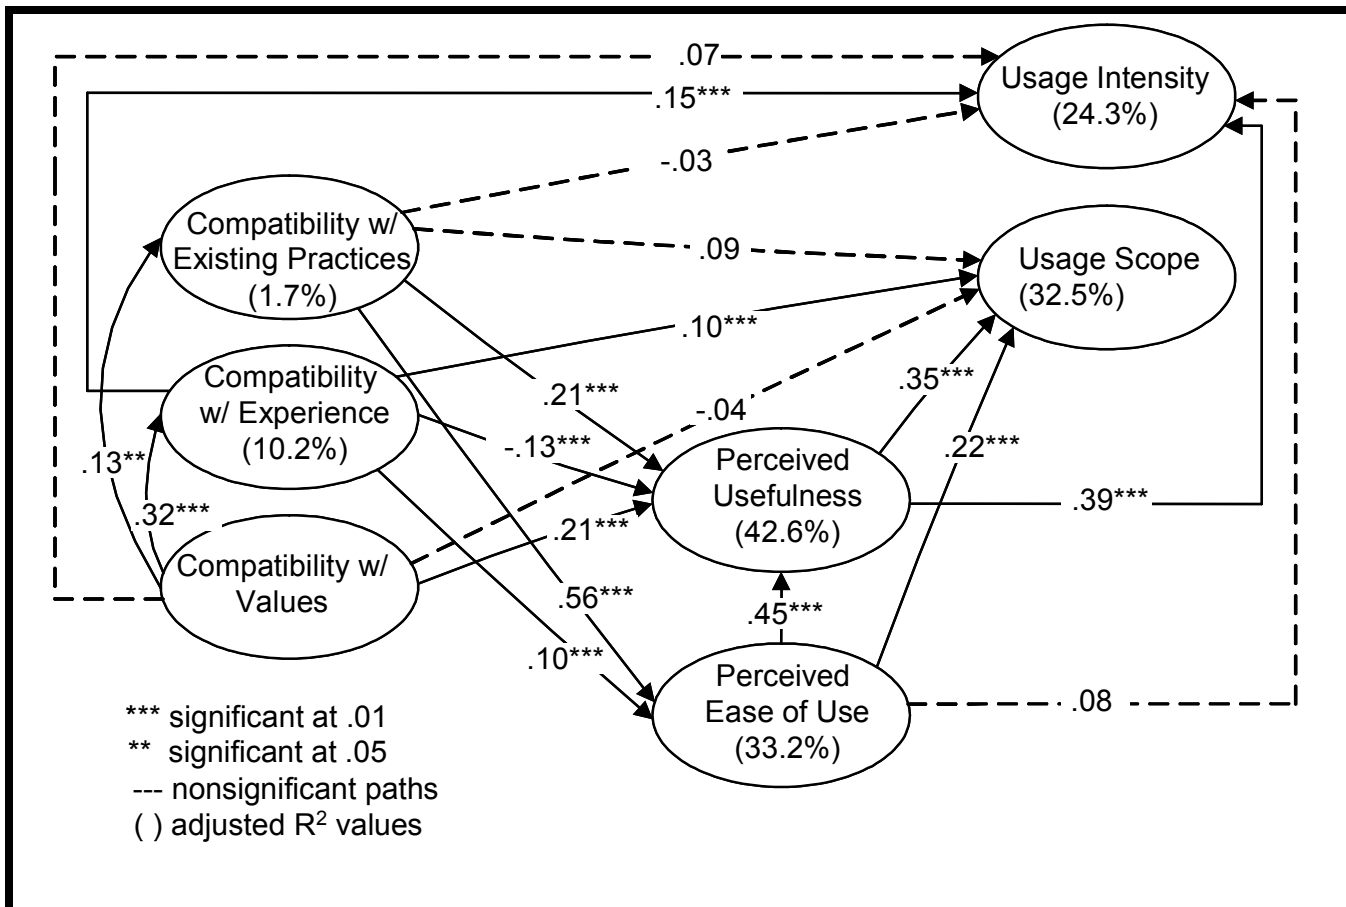 .07
Usage Intensity
(24.3%)
.15***
-.03
Compatibility w/
Existing Practices
(1.7%)
.09
Usage Scope
(32.5%)
.10***
Compatibility
w/ Experience
(10.2%)
.21***
.35***
-.04
-.13***
.22***
.13**
Perceived
Usefulness
(42.6%)
.39***
.32***
.21***
Compatibility w/
Values
.56***
.45***
.10***
Perceived
Ease of Use
(33.2%)
.08
*** significant at .01
** significant at .05
--- nonsignificant paths
( ) adjusted R² values